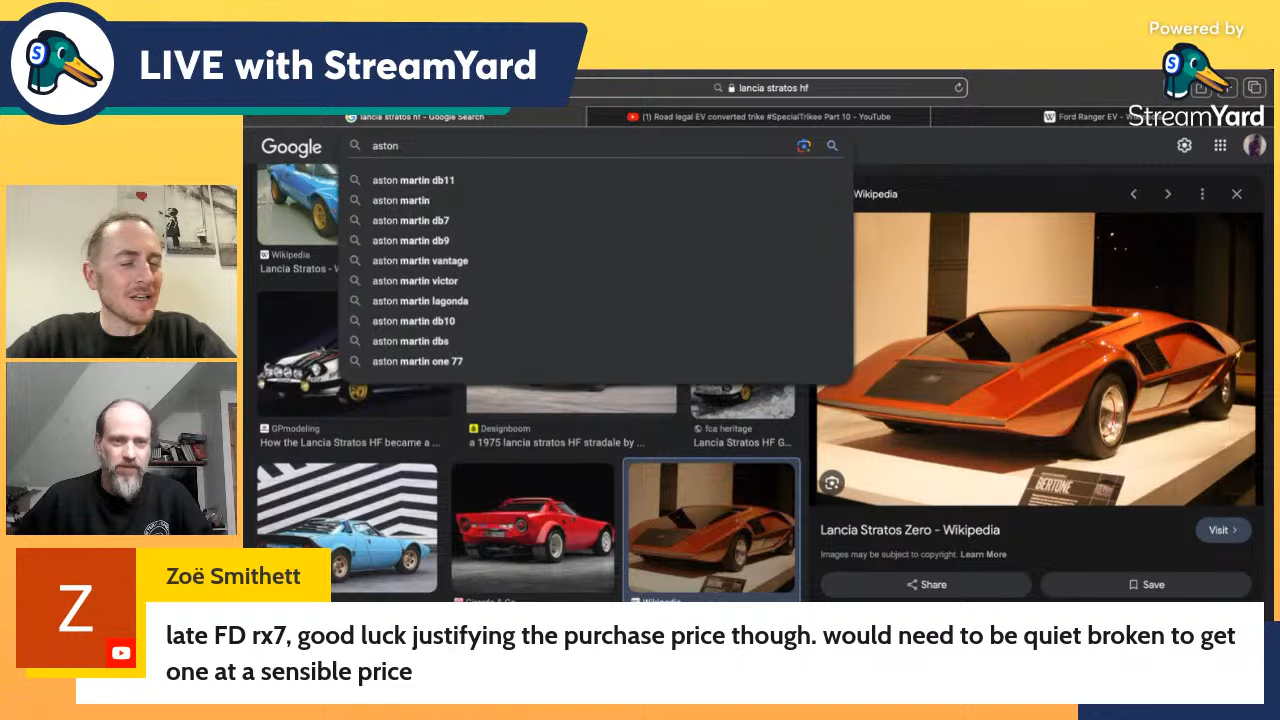 LIVE with StreamYard
Powered by
StreamYard
lancia stratos hf
lancia stratos hf - Google Search
(1) Road legal EV converted trike #SpecialTrikee Part 10 - YouTube
Ford Ranger EV -
Google
aston
aston martin db11
aston martin
aston martin db7
aston martin db9
aston martin vantage
aston martin victor
aston martin lagonda
aston martin db10
aston martin dbs
aston martin one 77
Wikipedia
Lancia Stratos -
Wikipedia
GPmodeling
How the Lancia Stratos HF became a ...
Designboom
a 1975 lancia stratos hf stradale by ...
fca heritage
Lancia Stratos HF G...
BERTONE
Lancia Stratos Zero - Wikipedia
Visit
Images may be subject to copyright. Learn More
Share
Save
Wikipedia
Z
Zoë Smithett
late FD rx7, good luck justifying the purchase price though. would need to be quiet broken to get
one at a sensible price